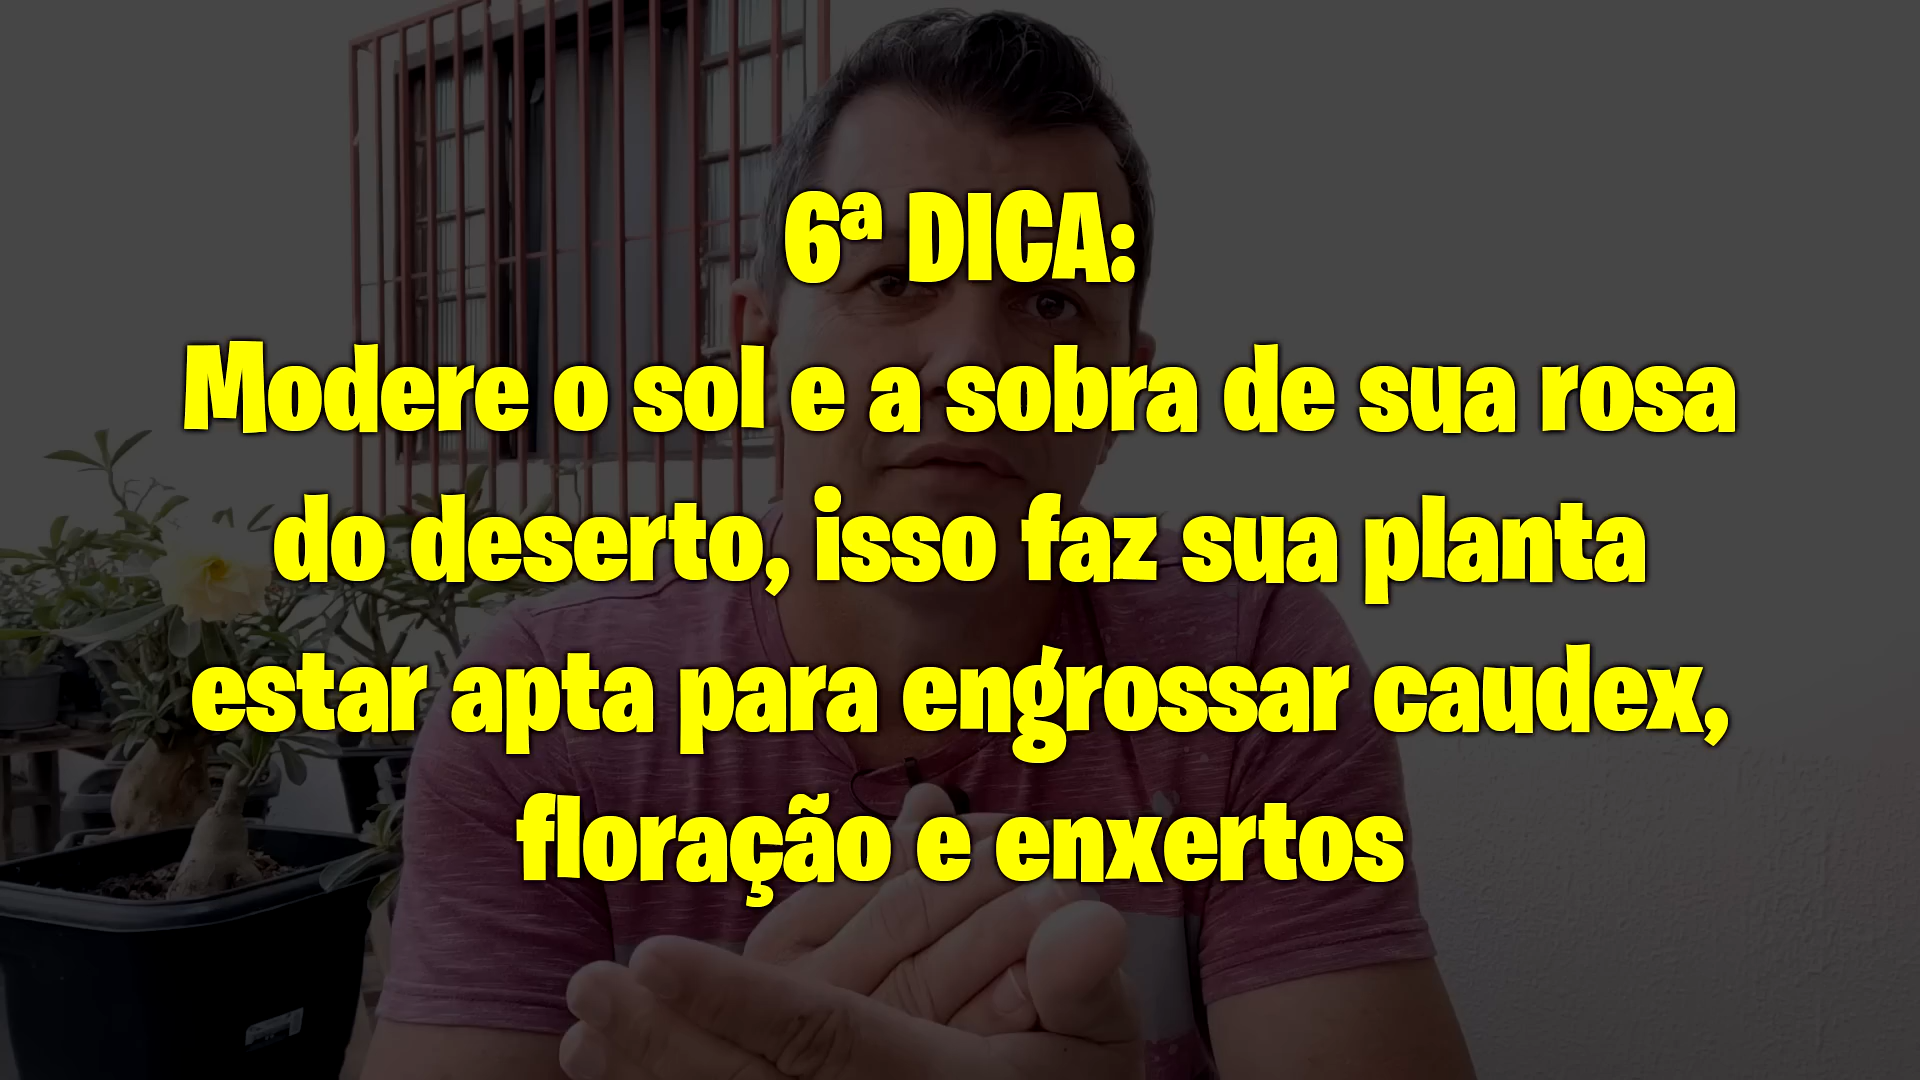 6ª DICA:
Modere o sol e a sobra de sua rosa
do deserto, isso faz sua planta
estar apta para engrossar caudex,
floração e enxertos